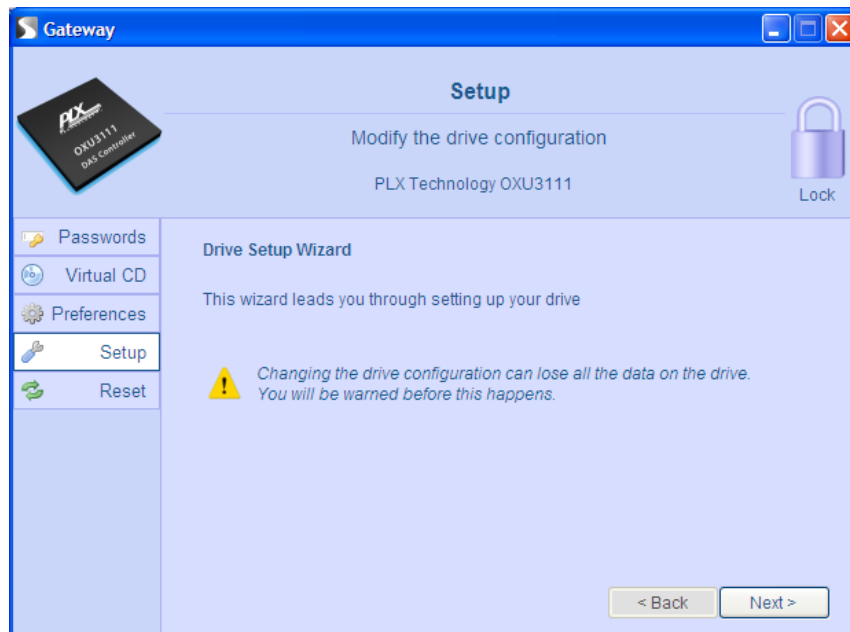 Gateway
PLX
OXU3111
DAS Controller
Setup
Modify the drive configuration
PLX Technology OXU3111
Lock
Passwords
Virtual CD
Preferences
Setup
Reset
Drive Setup Wizard
This wizard leads you through setting up your drive
Changing the drive configuration can lose all the data on the drive.
You will be warned before this happens.
< Back
Next >